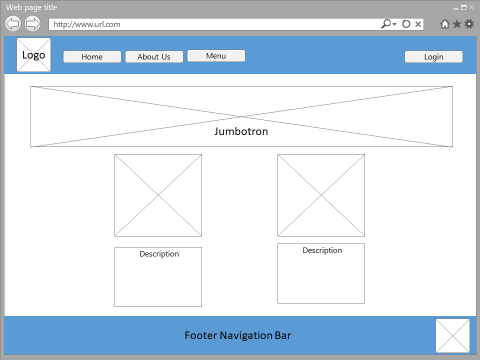 Web page title
http://www.url.com
Logo
Home
About Us
Menu
Login
Jumbotron
Description
Description
Footer Navigation Bar